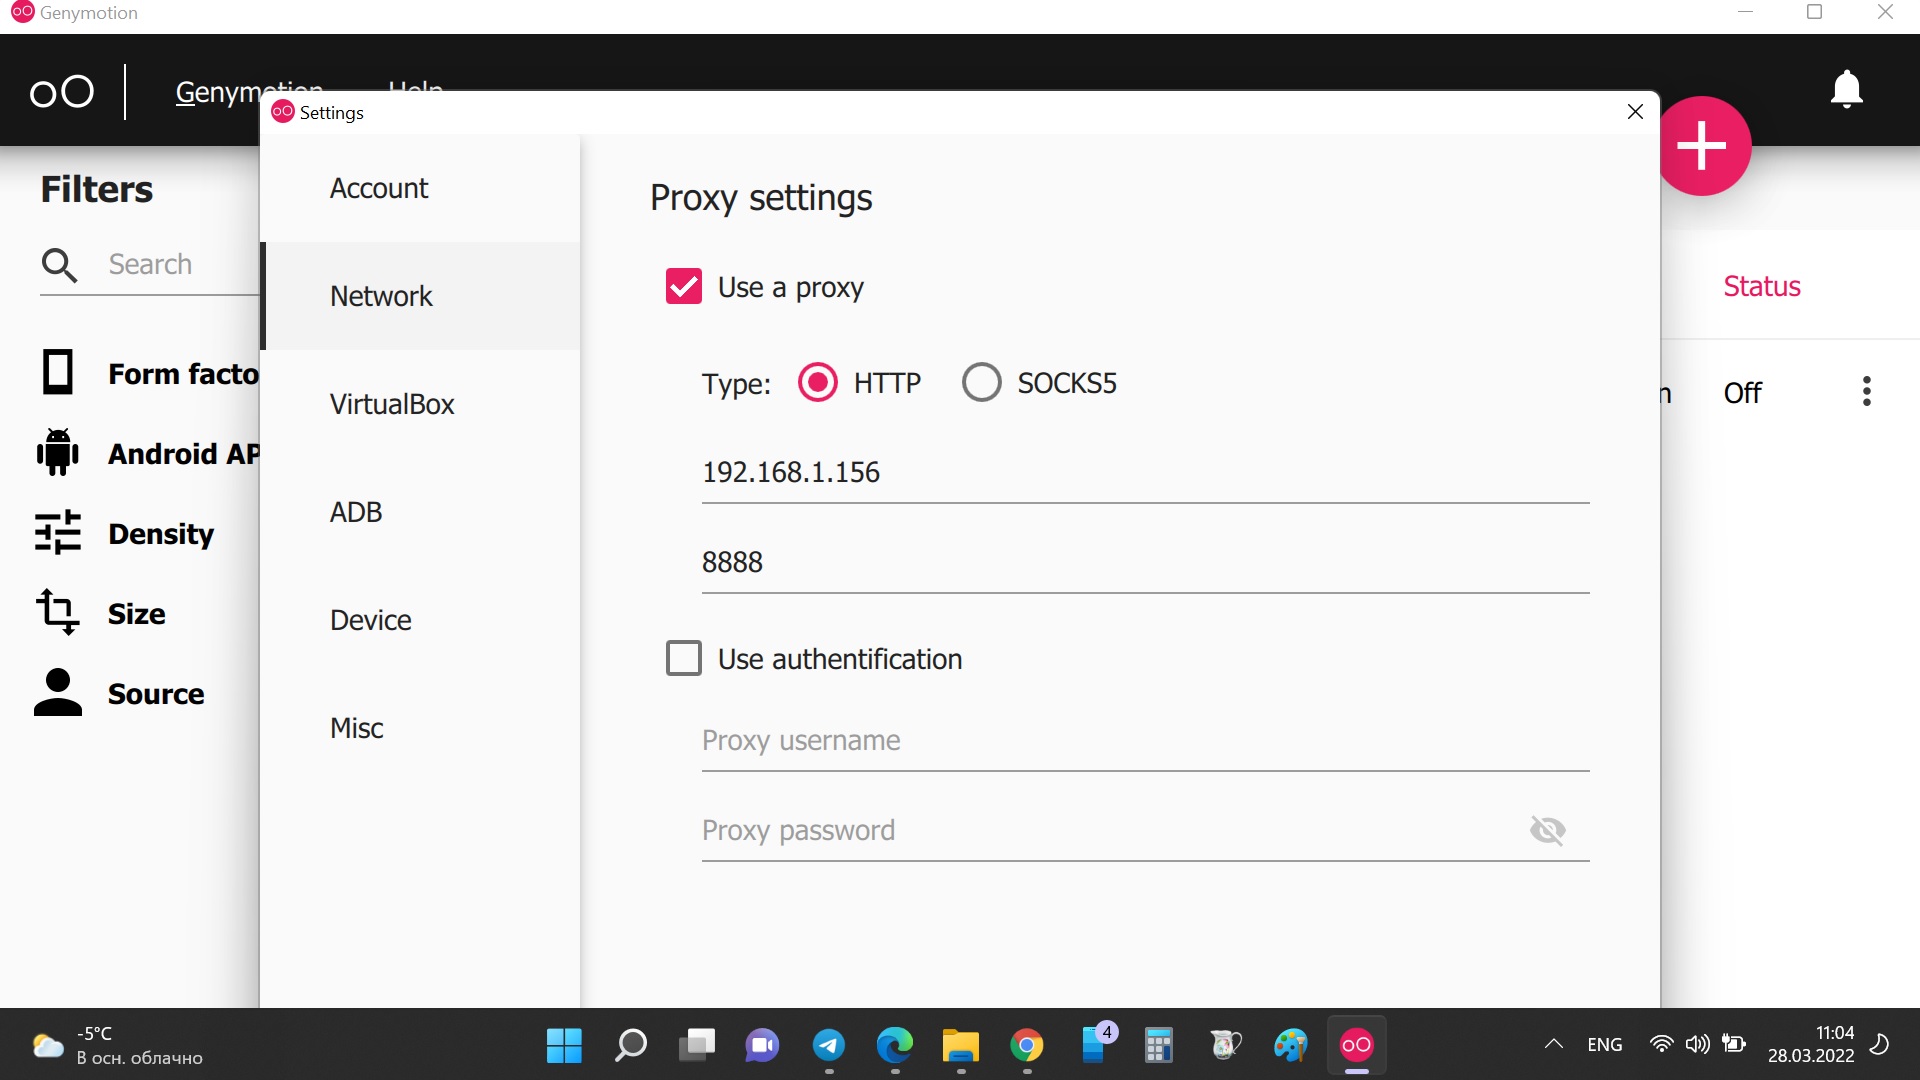 Genymotion
Genymotion Help
Settings
Filters
Search
Form facto
Android AP
Density
Size
Source
Account
Network
VirtualBox
ADB
Device
Misc
Proxy settings
Use a proxy
Type: HTTP SOCKS5
192.168.1.156
8888
Use authentification
Proxy username
Proxy password
Status
n Off
-5°C
В осн. облачно
4
ENG
11:04
28.03.2022